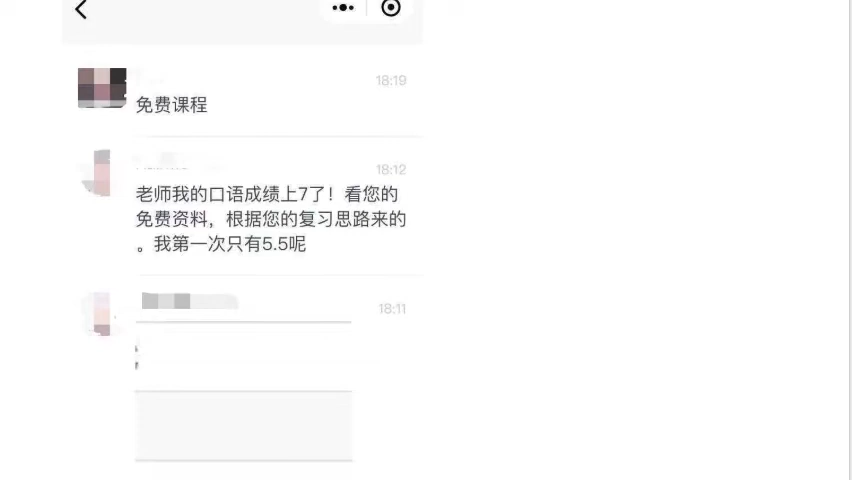 18:19
免费课程
18:12
老师我的口语成绩上7了！看您的
免费资料，根据您的复习思路来的
。我第一次只有5.5呢
18:11